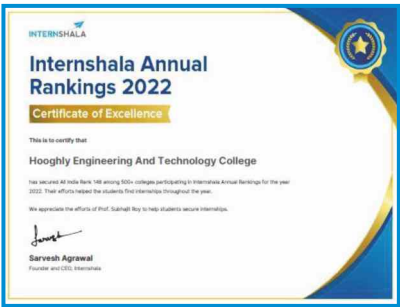 INTERNSHALA
Internshala Annual
Rankings 2022
Certificate of Excellence
This is to certify that
Hooghly Engineering And Technology College
has secured All India Rank 148 among 500+ colleges participating in Internshala Annual Rankings for the year
2022. Their efforts helped the students find internships throughout the year.
We appreciate the efforts of Prof. Subhajit Roy to help students secure internships.
Sarvesh Agrawal
Founder and CEO, Internshala